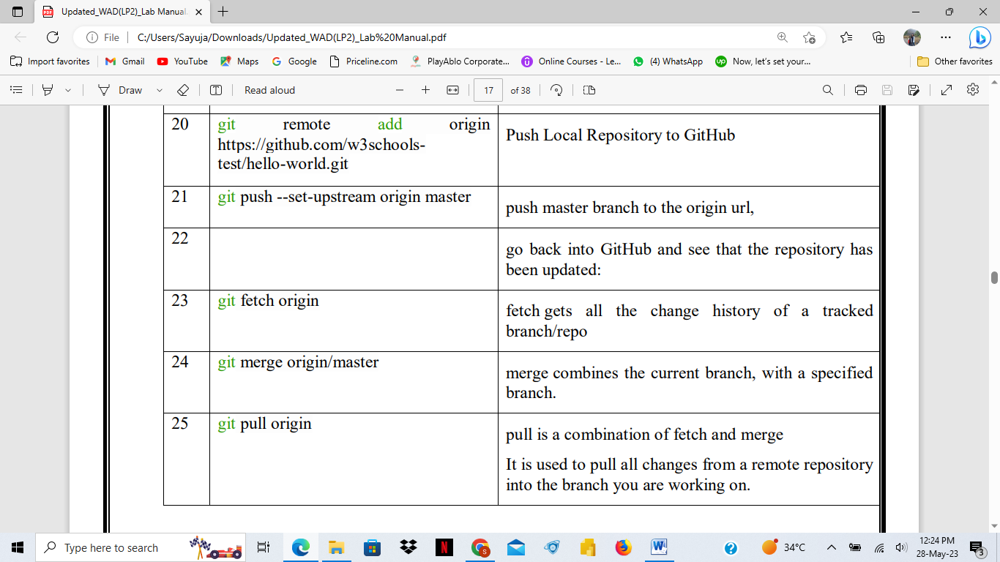 Updated_WAD(LP2)_Lab Manual.
File
C:/Users/Sayuja/Downloads/Updated_WAD(LP2)_Lab%20Manual.pdf
Import favorites
Gmail
YouTube
Maps
Google
Priceline.com
PlayAblo Corporate...
Online Courses - Le...
(4) WhatsApp
Now, let's set your...
Other favorites
Draw
Read aloud
17
of 38
20
git remote add origin
https://github.com/w3schools-
test/hello-world.git
Push Local Repository to GitHub
21
git push --set-upstream origin master
push master branch to the origin url,
22
go back into GitHub and see that the repository has
been updated:
23
git fetch origin
fetch gets all the change history of a tracked
branch/repo
24
git merge origin/master
merge combines the current branch, with a specified
branch.
25
git pull origin
pull is a combination of fetch and merge
It is used to pull all changes from a remote repository
into the branch you are working on.
Type here to search
34°C
12:24 PM
28-May-23
3